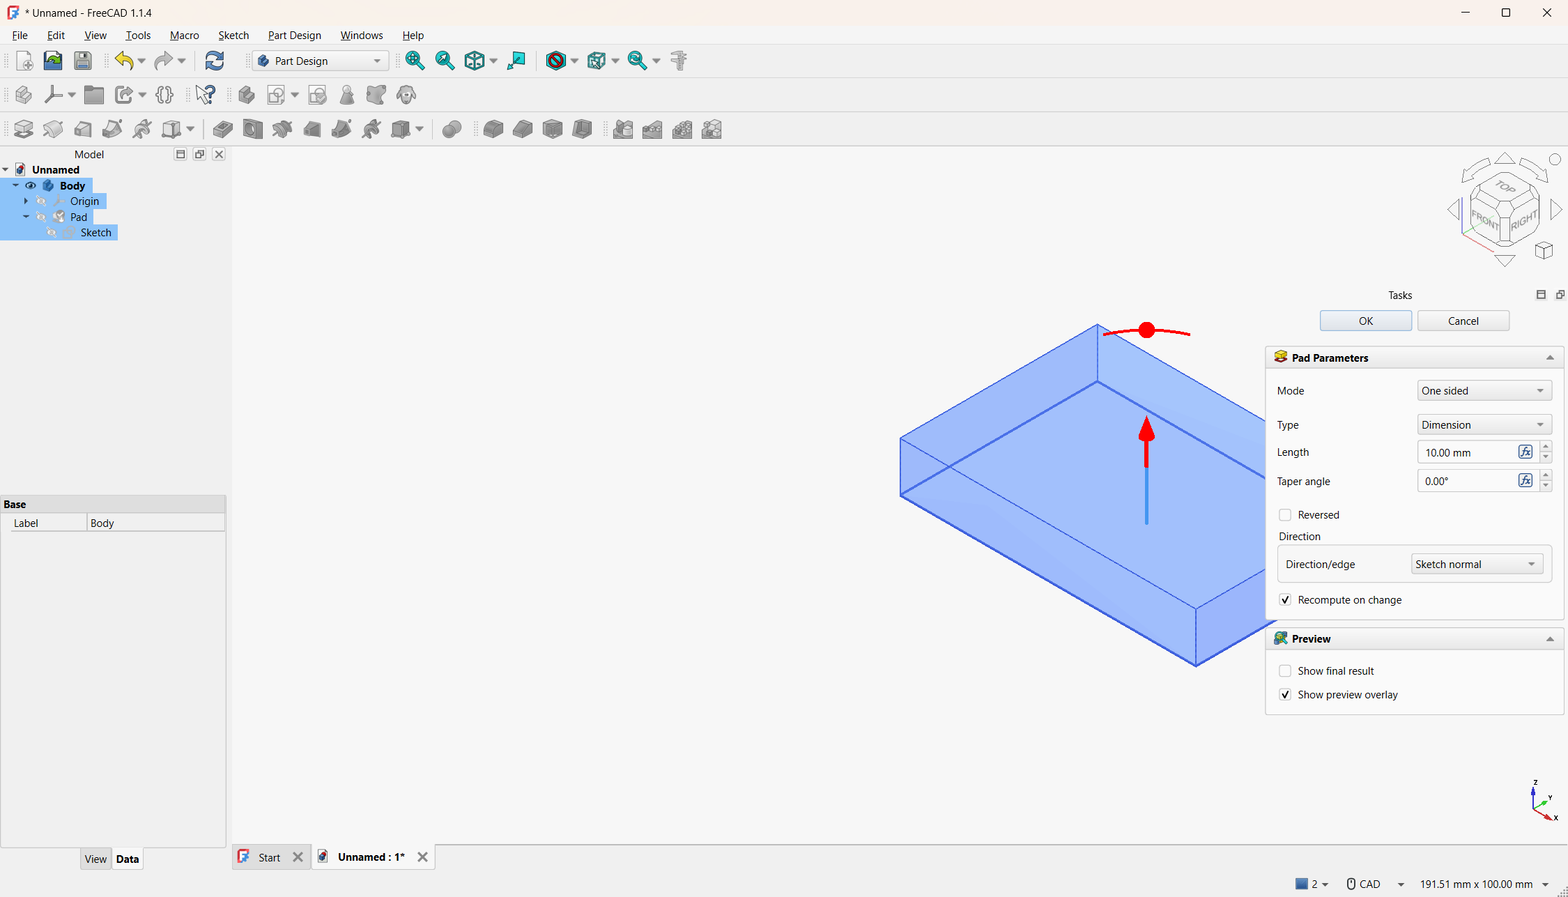 * Unnamed - FreeCAD 1.1.4
File Edit View Tools Macro Sketch Part Design Windows Help
Part Design
Model
Unnamed
Body
Origin
Pad
Sketch
TOP
FRONT
RIGHT
Tasks
OK Cancel
Pad Parameters
Mode One sided
Type Dimension
Length 10.00 mm fx
Taper angle 0.00° fx
Reversed
Direction
Direction/edge Sketch normal
Recompute on change
Preview
Show final result
Show preview overlay
Base
Label Body
Z
Y
X
View Data
Start Unnamed : 1*
2 CAD 191.51 mm x 100.00 mm